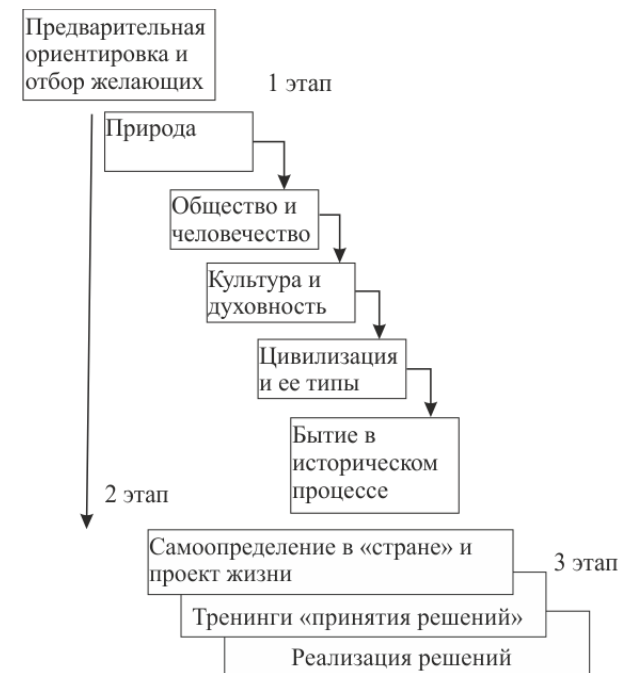 Предварительная
ориентировка и
отбор желающих
1 этап
Природа
Общество и
человечество
Культура и
духовность
Цивилизация
и ее типы
Бытие в
историческом
процессе
2 этап
Самоопределение в «стране» и
проект жизни
3 этап
Тренинги «принятия решений»
Реализация решений